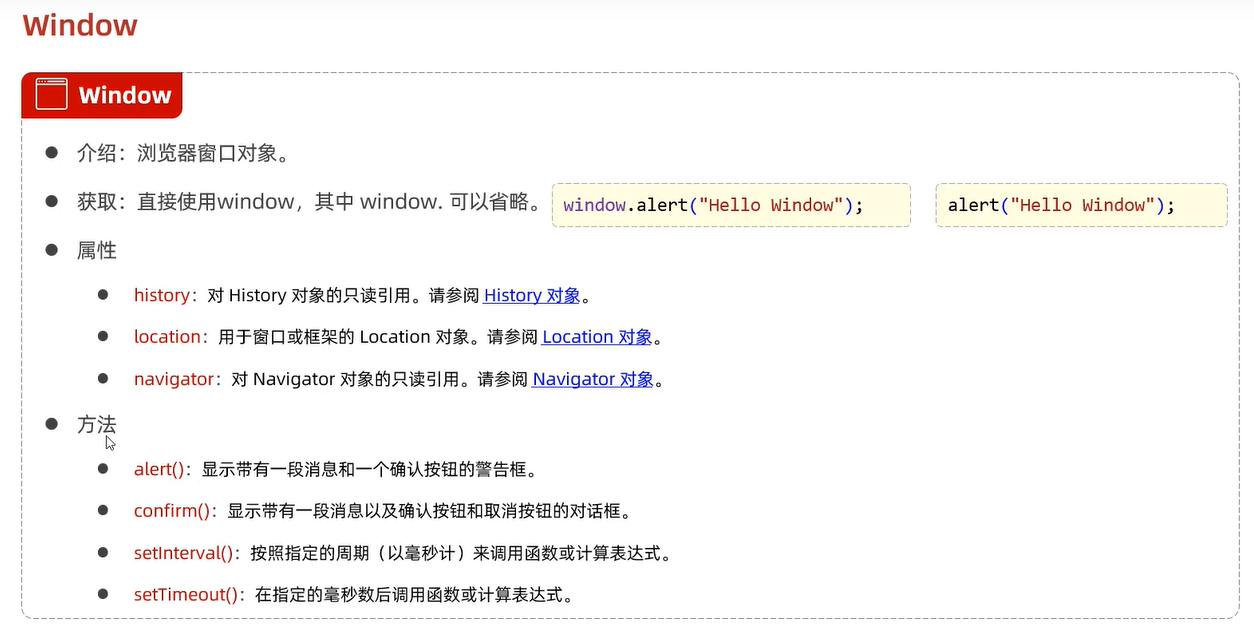 Window
Window
介绍：浏览器窗口对象。
获取：直接使用window，其中 window. 可以省略。 window.alert("Hello Window"); alert("Hello Window");
属性
history：对 History 对象的只读引用。请参阅 History 对象。
location：用于窗口或框架的 Location 对象。请参阅 Location 对象。
navigator：对 Navigator 对象的只读引用。请参阅 Navigator 对象。
方法
alert()：显示带有一段消息和一个确认按钮的警告框。
confirm()：显示带有一段消息以及确认按钮和取消按钮的对话框。
setInterval()：按照指定的周期（以毫秒计）来调用函数或计算表达式。
setTimeout()：在指定的毫秒数后调用函数或计算表达式。